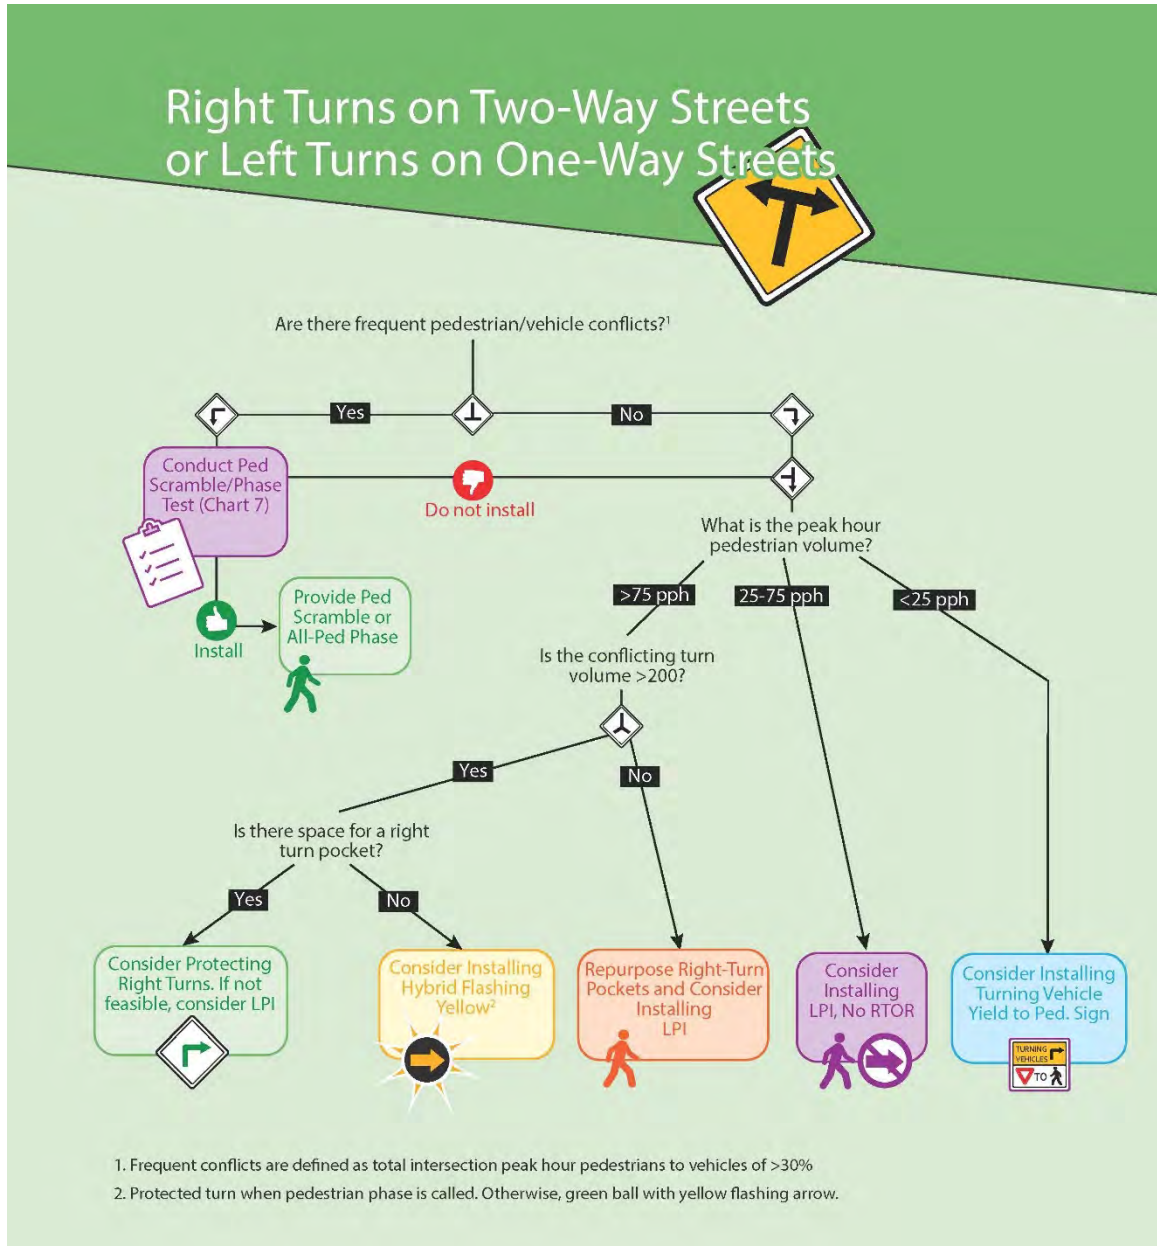 Right Turns on Two-Way Streets
or Left Turns on One-Way Streets
Are there frequent pedestrian/vehicle conflicts?1
Yes
No
Conduct Ped
Scramble/Phase
Test (Chart 7)
Do not install
What is the peak hour
pedestrian volume?
Install
Provide Ped
Scramble or
All-Ped Phase
>75 pph
25-75 pph
<25 pph
Is the conflicting turn
volume >200?
Yes
No
Is there space for a right
turn pocket?
Yes
No
Consider Protecting
Right Turns. If not
feasible, consider LPI
Consider Installing
Hybrid Flashing
Yellow2
Repurpose Right-Turn
Pockets and Consider
Installing
LPI
Consider
Installing
LPI, No RTOR
Consider Installing
Turning Vehicle
Yield to Ped. Sign
TURNING
VEHICLES
TO
1. Frequent conflicts are defined as total intersection peak hour pedestrians to vehicles of >30%
2. Protected turn when pedestrian phase is called. Otherwise, green ball with yellow flashing arrow.